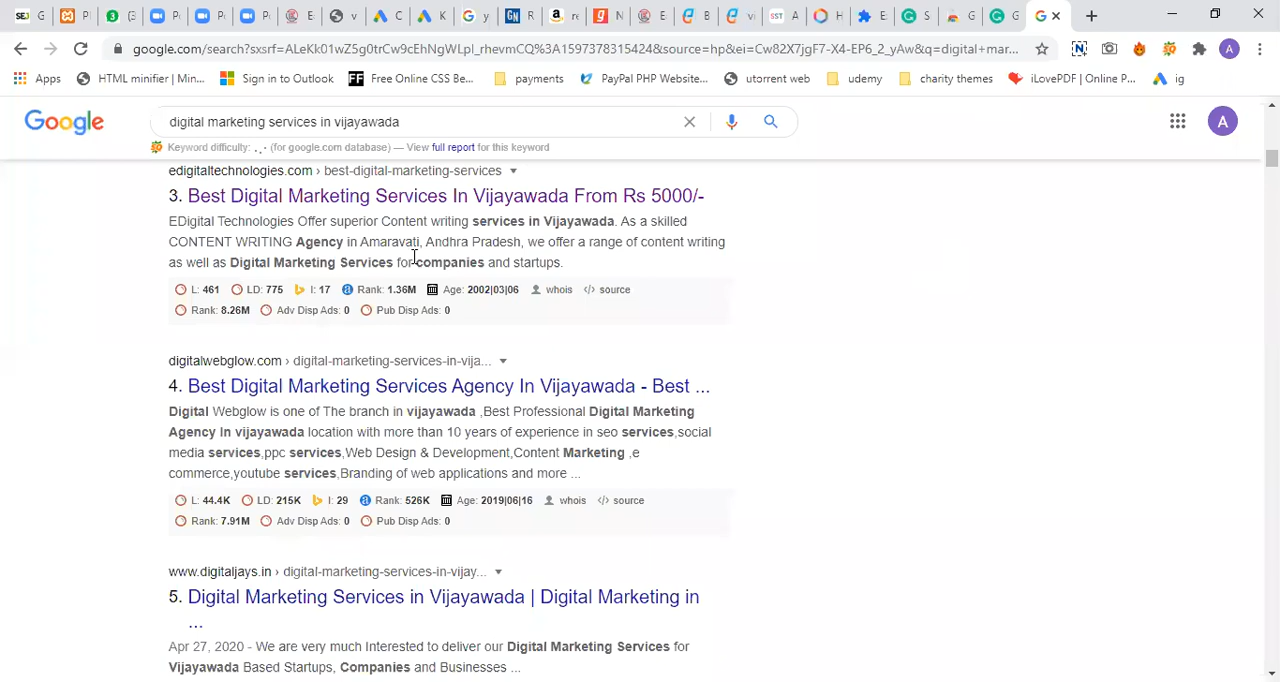 G
P
(3
P
P
P
E
v
C
K
y
R
re
N
E
B
v
A
H
E
S
G
G
G
google.com/search?sxsrf=ALeKk01wZ5g0trCw9cEhNgWLpl_rhevmCQ%3A1597378315424&source=hp&ei=Cw82X7jgF7-X4-EP6_2_yAw&q=digital+mar...
A
Apps
HTML minifier | Min...
Sign in to Outlook
FF Free Online CSS Be...
payments
PayPal PHP Website...
utorrent web
udemy
charity themes
iLovePDF | Online P...
ig
Google
digital marketing services in vijayawada
A
Keyword difficulty: . . (for google.com database) — View full report for this keyword
edigitaltechnologies.com › best-digital-marketing-services
3. Best Digital Marketing Services In Vijayawada From Rs 5000/-
EDigital Technologies Offer superior Content writing services in Vijayawada. As a skilled
CONTENT WRITING Agency in Amaravati, Andhra Pradesh, we offer a range of content writing
as well as Digital Marketing Services for companies and startups.
L: 461 LD: 775 I: 17 Rank: 1.36M Age: 2002|03|06 whois </> source
Rank: 8.26M Adv Disp Ads: 0 Pub Disp Ads: 0
digitalwebglow.com › digital-marketing-services-in-vija...
4. Best Digital Marketing Services Agency In Vijayawada - Best ...
Digital Webglow is one of The branch in vijayawada ,Best Professional Digital Marketing
Agency In vijayawada location with more than 10 years of experience in seo services,social
media services,ppc services,Web Design & Development,Content Marketing ,e
commerce,youtube services,Branding of web applications and more ...
L: 44.4K LD: 215K I: 29 Rank: 526K Age: 2019|06|16 whois </> source
Rank: 7.91M Adv Disp Ads: 0 Pub Disp Ads: 0
www.digitaljays.in › digital-marketing-services-in-vijay...
5. Digital Marketing Services in Vijayawada | Digital Marketing in
...
Apr 27, 2020 - We are very much Interested to deliver our Digital Marketing Services for
Vijayawada Based Startups, Companies and Businesses ...